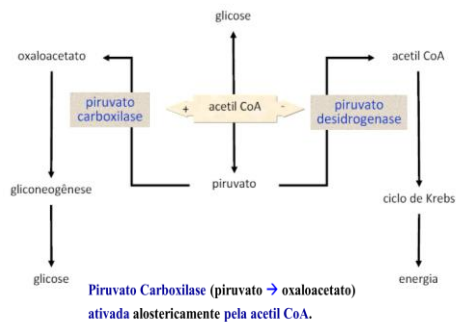 glicose
oxaloacetato
acetil CoA
piruvato
carboxilase
+ acetil CoA -
piruvato
desidrogenase
piruvato
gliconeogênese
ciclo de Krebs
glicose
energia
Piruvato Carboxilase (piruvato → oxaloacetato)
ativada alostericamente pela acetil CoA.